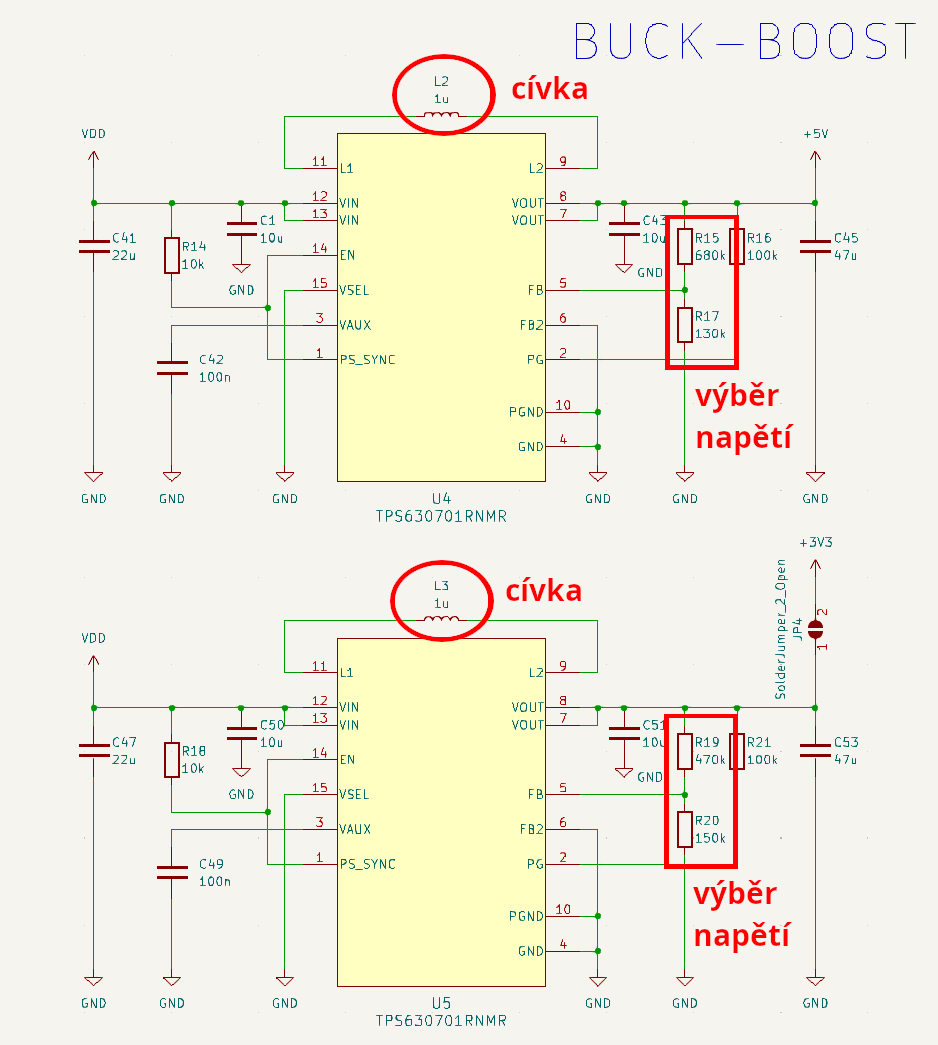 BUCK-BOOST
L2
1u
cívka
VDD
+5V
11 L1
L2 9
12 VIN
VOUT 8
13 VIN
VOUT 7
C1
10u
GND
C43
10u
GND
C41
22u
R14
10k
R15
680k
R16
100k
C45
47u
14 EN
15 VSEL
FB 5
3 VAUX
FB2 6
R17
130k
1 PS_SYNC
PG 2
C42
100n
výběr
napětí
PGND 10
GND 4
GND
GND
GND
GND
GND
GND
U4
TPS630701RNMR
+3V3
SolderJumper_2_Open
JP4
2
1
L3
1u
cívka
VDD
11 L1
L2 9
12 VIN
VOUT 8
13 VIN
VOUT 7
C50
10u
GND
C51
10u
GND
C47
22u
R18
10k
R19
470k
R21
100k
C53
47u
14 EN
15 VSEL
FB 5
3 VAUX
FB2 6
R20
150k
1 PS_SYNC
PG 2
C49
100n
výběr
napětí
PGND 10
GND 4
GND
GND
GND
GND
GND
GND
U5
TPS630701RNMR